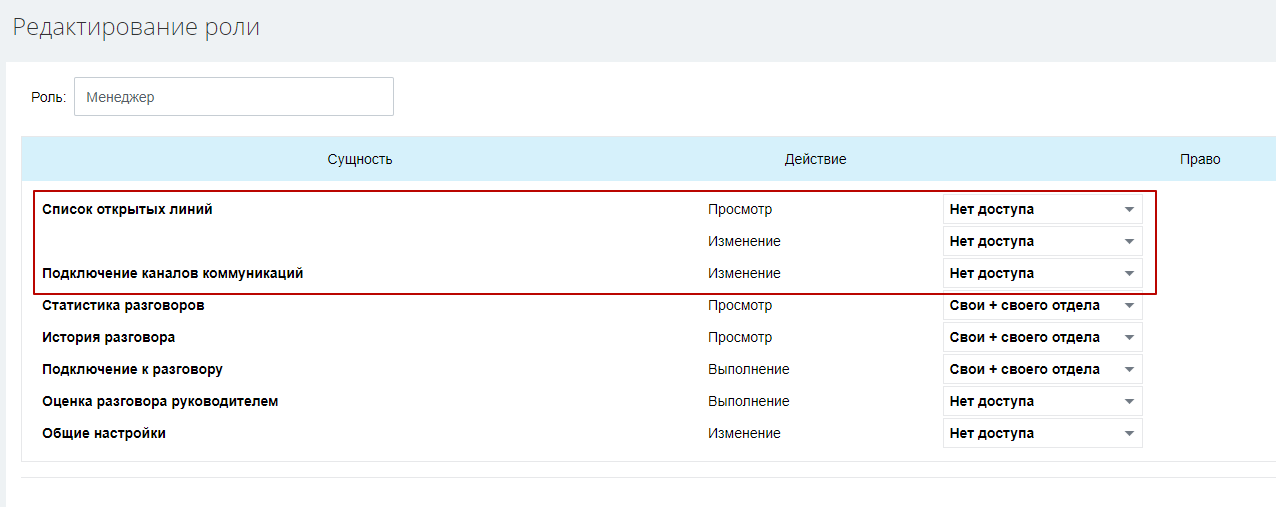 Редактирование роли
Роль: Менеджер
Сущность Действие Право
Список открытых линий Просмотр Нет доступа
Изменение Нет доступа
Подключение каналов коммуникаций Изменение Нет доступа
Статистика разговоров Просмотр Свои + своего отдела
История разговора Просмотр Свои + своего отдела
Подключение к разговору Выполнение Свои + своего отдела
Оценка разговора руководителем Выполнение Нет доступа
Общие настройки Изменение Нет доступа